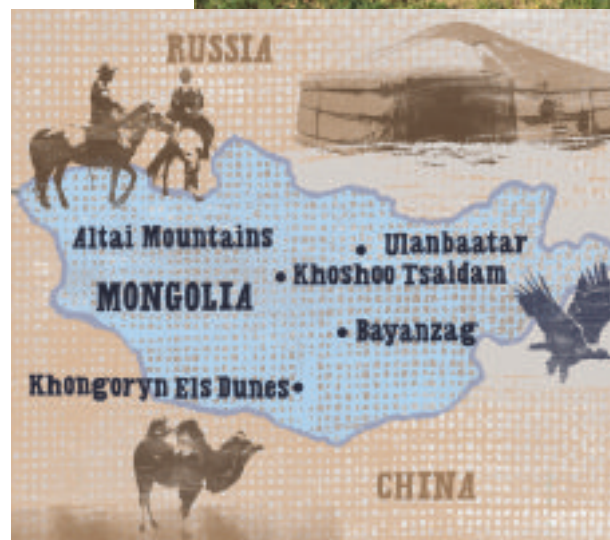 RUSSIA
Altai Mountains
Ulanbaatar
Khoshoo Tsaidam
MONGOLIA
Bayanzag
Khongoryn Els Dunes
CHINA